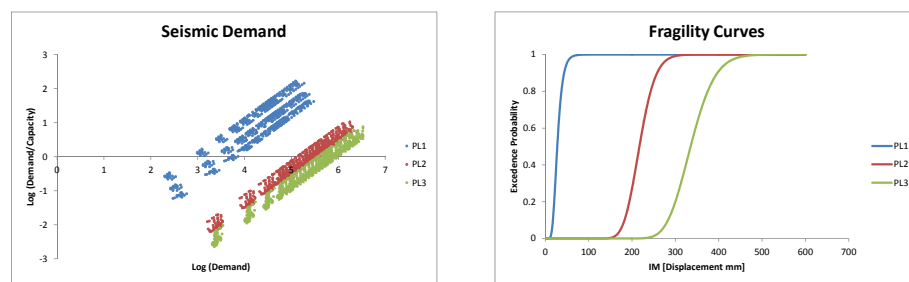 Seismic Demand
Log (Demand/Capacity)
3
2
1
0
-1
-2
-3
0 1 2 3 4 5 6 7
Log (Demand)
PL1
PL2
PL3
Fragility Curves
Excedence Probability
1
0.8
0.6
0.4
0.2
0
0 100 200 300 400 500 600 700
IM [Displacement mm]
PL1
PL2
PL3